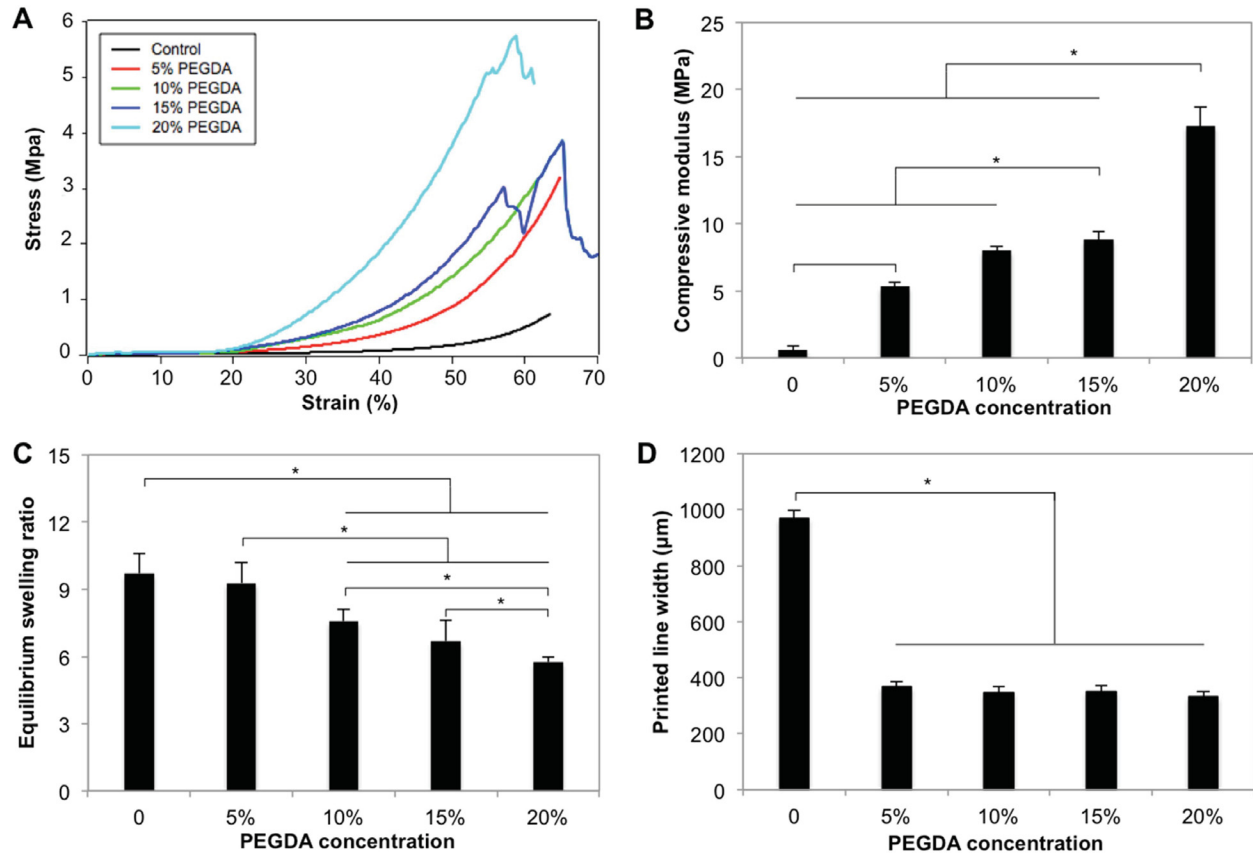 A
Stress (Mpa)
6
5
4
3
2
1
0
Control
5% PEGDA
10% PEGDA
15% PEGDA
20% PEGDA
0 10 20 30 40 50 60 70
Strain (%)
B
Compressive modulus (MPa)
25
20
15
10
5
0
*
*
0 5% 10% 15% 20%
PEGDA concentration
C
Equilibrium swelling ratio
15
12
9
6
3
0
*
*
*
*
0 5% 10% 15% 20%
PEGDA concentration
D
Printed line width (µm)
1200
1000
800
600
400
200
0
*
0 5% 10% 15% 20%
PEGDA concentration